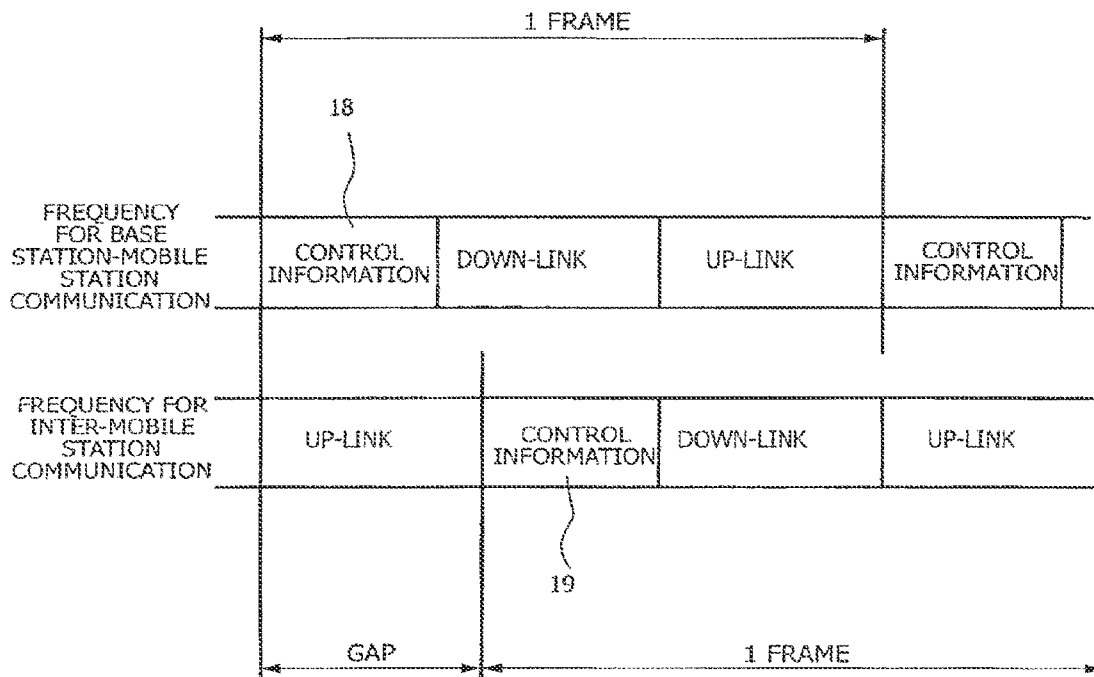 1 FRAME
18
FREQUENCY
FOR BASE
STATION-MOBILE
STATION
COMMUNICATION
CONTROL
INFORMATION
DOWN-LINK
UP-LINK
CONTROL
INFORMATION
FREQUENCY FOR
INTER-MOBILE
STATION
COMMUNICATION
UP-LINK
CONTROL
INFORMATION
DOWN-LINK
UP-LINK
19
GAP
1 FRAME